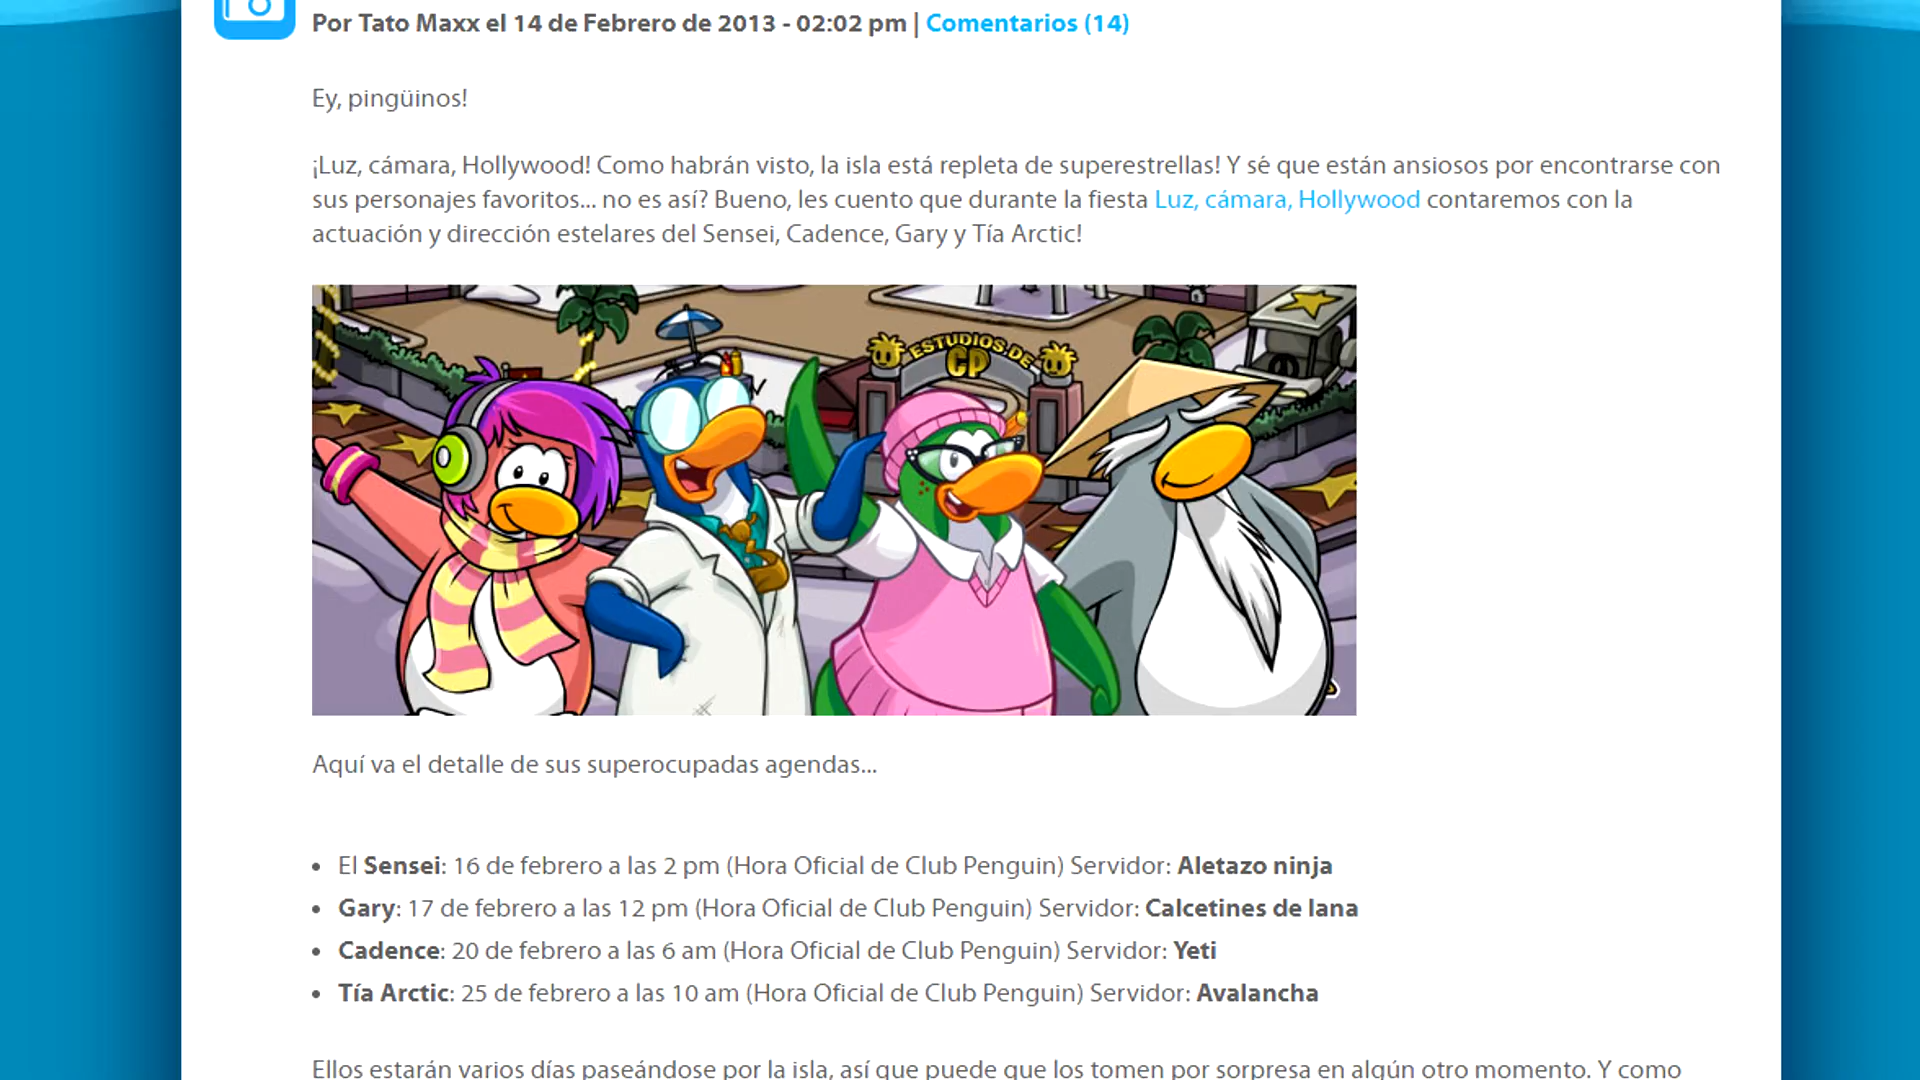 Por Tato Maxx el 14 de Febrero de 2013 - 02:02 pm | Comentarios (14)
Ey, pingüinos!
¡Luz, cámara, Hollywood! Como habrán visto, la isla está repleta de superestrellas! Y sé que están ansiosos por encontrarse con
sus personajes favoritos... no es así? Bueno, les cuento que durante la fiesta Luz, cámara, Hollywood contaremos con la
actuación y dirección estelares del Sensei, Cadence, Gary y Tía Arctic!
ESTUDIOS DE
CP
Aquí va el detalle de sus superocupadas agendas...
• El Sensei: 16 de febrero a las 2 pm (Hora Oficial de Club Penguin) Servidor: Aletazo ninja
• Gary: 17 de febrero a las 12 pm (Hora Oficial de Club Penguin) Servidor: Calcetines de lana
• Cadence: 20 de febrero a las 6 am (Hora Oficial de Club Penguin) Servidor: Yeti
• Tía Arctic: 25 de febrero a las 10 am (Hora Oficial de Club Penguin) Servidor: Avalancha
Ellos estarán varios días paseándose por la isla, así que puede que los tomen por sorpresa en algún otro momento. Y como